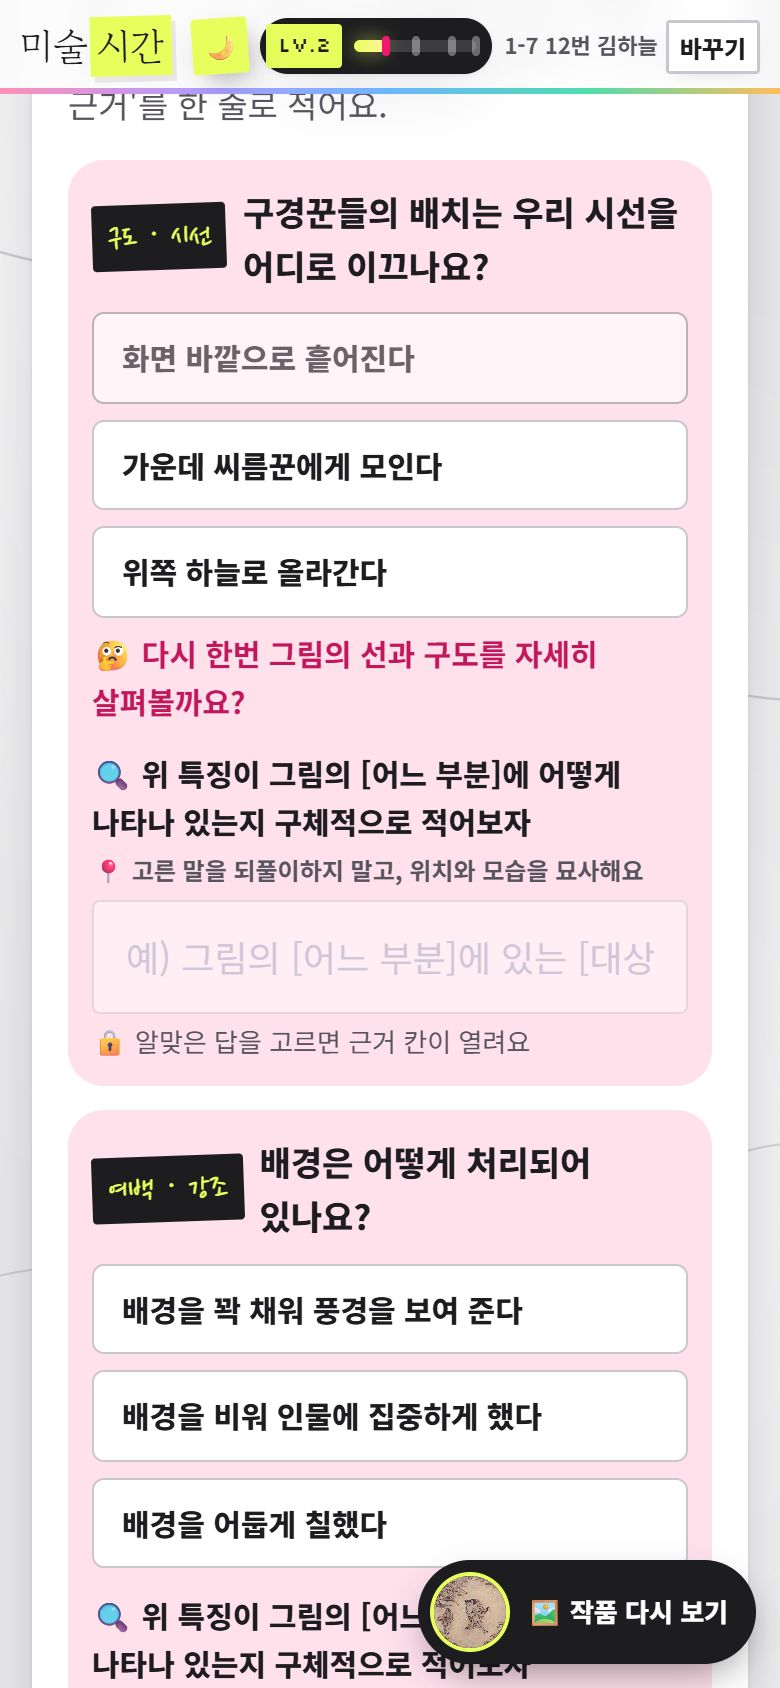 미술 시간 🌙 LV.2 1-7 12번 김하늘 바꾸기
근거'를 한 줄로 적어요.
구도 · 시선
구경꾼들의 배치는 우리 시선을
어디로 이끄나요?
화면 바깥으로 흩어진다
가운데 씨름꾼에게 모인다
위쪽 하늘로 올라간다
🤔 다시 한번 그림의 선과 구도를 자세히
살펴볼까요?
🔍 위 특징이 그림의 [어느 부분]에 어떻게
나타나 있는지 구체적으로 적어보자
📍 고른 말을 되풀이하지 말고, 위치와 모습을 묘사해요
예) 그림의 [어느 부분]에 있는 [대상
🔒 알맞은 답을 고르면 근거 칸이 열려요
여백 · 강조
배경은 어떻게 처리되어
있나요?
배경을 꽉 채워 풍경을 보여 준다
배경을 비워 인물에 집중하게 했다
배경을 어둡게 칠했다
🔍 위 특징이 그림의 [어느
나타나 있는지 구체적으로 적어보자
🖼️ 작품 다시 보기